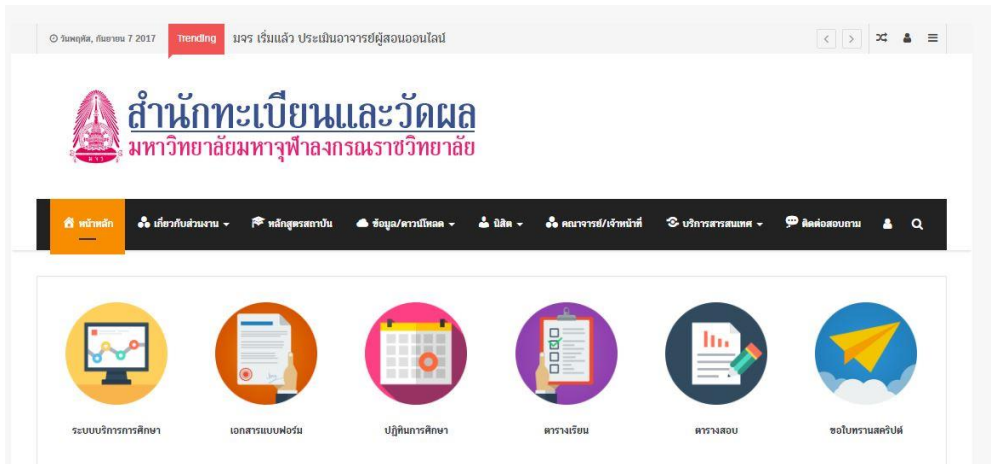 วันพฤหัส, กันยายน 7 2017 Trending มจร เริ่มแล้ว ประเมินอาจารย์ผู้สอนออนไลน์
สำนักทะเบียนและวัดผล
มหาวิทยาลัยมหาจุฬาลงกรณราชวิทยาลัย
มจร
หน้าหลัก เกี่ยวกับส่วนงาน หลักสูตรสถาบัน ข้อมูล/ดาวน์โหลด นิสิต คณาจารย์/เจ้าหน้าที่ บริการสารสนเทศ ติดต่อสอบถาม
ระบบบริการการศึกษา เอกสารแบบฟอร์ม ปฏิทินการศึกษา ตารางเรียน ตารางสอบ ขอใบทรานสคริปต์